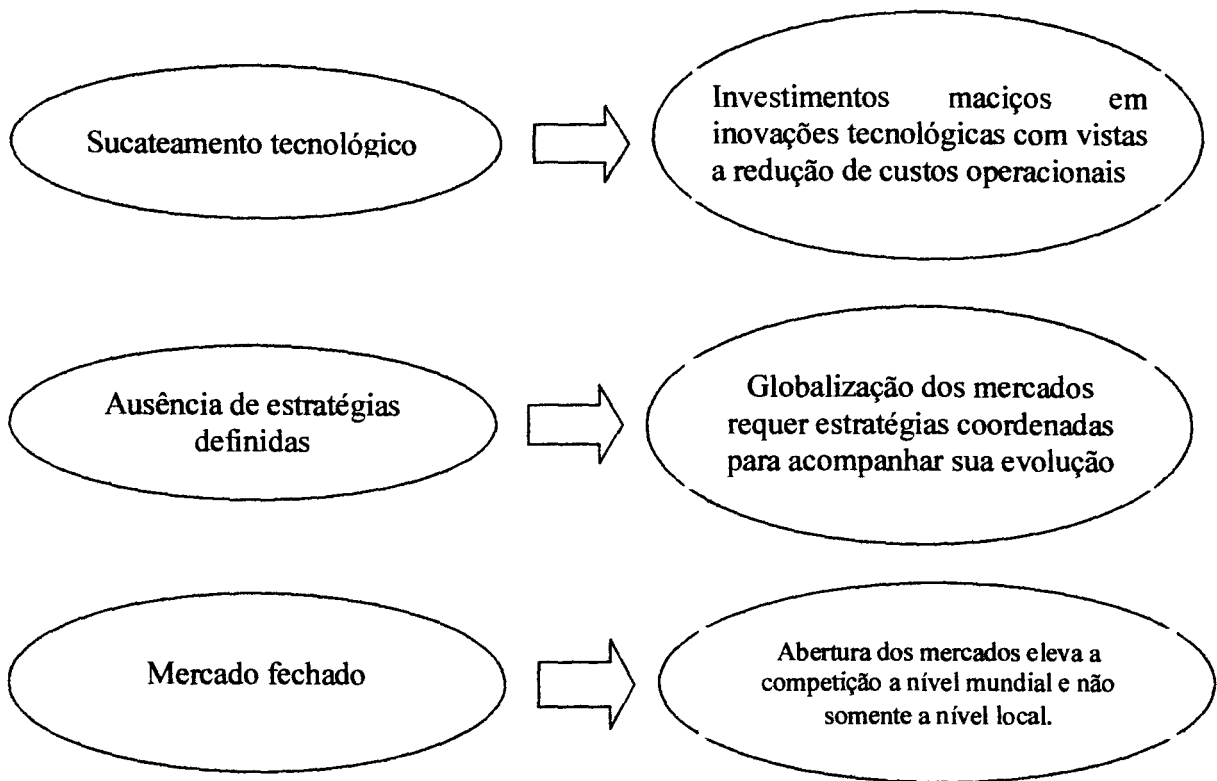 Sucateamento tecnológico
Investimentos maciços em
inovações tecnológicas com vistas
a redução de custos operacionais
Ausência de estratégias
definidas
Globalização dos mercados
requer estratégias coordenadas
para acompanhar sua evolução
Mercado fechado
Abertura dos mercados eleva a
competição a nível mundial e não
somente a nível local.